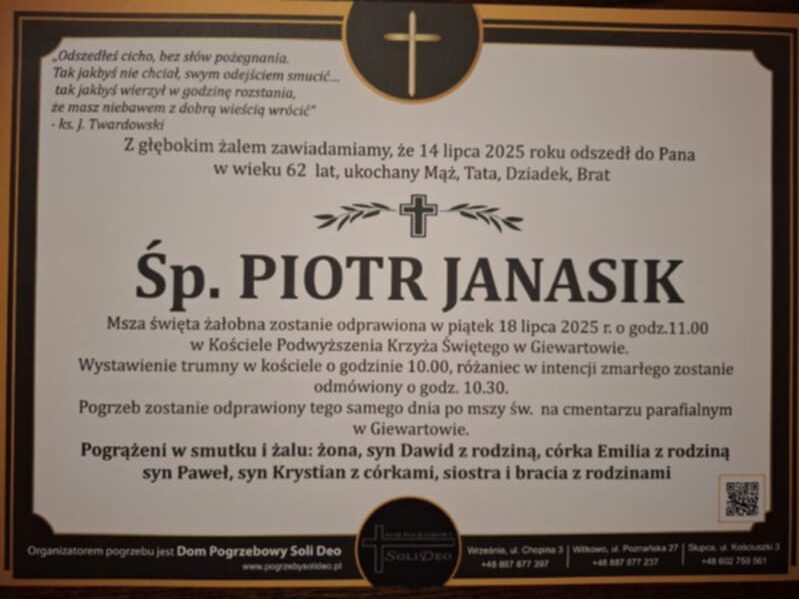 „Odszedłeś cicho, bez słów pożegnania.
Tak jakbyś nie chciał, swym odejściem smucić...
tak jakbyś wierzył w godzinę rozstania,
że masz niebawem z dobrą wieścią wrócić”
- ks. J. Twardowski
Z głębokim żalem zawiadamiamy, że 14 lipca 2025 roku odszedł do Pana
w wieku 62 lat, ukochany Mąż, Tata, Dziadek, Brat
Śp. PIOTR JANASIK
Msza święta żałobna zostanie odprawiona w piątek 18 lipca 2025 r. o godz.11.00
w Kościele Podwyższenia Krzyża Świętego w Giewartowie.
Wystawienie trumny w kościele o godzinie 10.00, różaniec w intencji zmarłego zostanie
odmówiony o godz. 10.30.
Pogrzeb zostanie odprawiony tego samego dnia po mszy św. na cmentarzu parafialnym
w Giewartowie.
Pogrążeni w smutku i żalu: żona, syn Dawid z rodziną, córka Emilia z rodziną
syn Paweł, syn Krystian z córkami, siostra i bracia z rodzinami
Organizatorem pogrzebu jest Dom Pogrzebowy Soli Deo
www.pogrzebysolideo.pl
DOM POGRZEBOWY
SOLI DEO
Września, ul. Chopina 3
+48 887 877 397
Witkowo, ul. Poznańska 27
+48 887 877 237
Słupca, ul. Kościuszki 3
+48 602 759 561